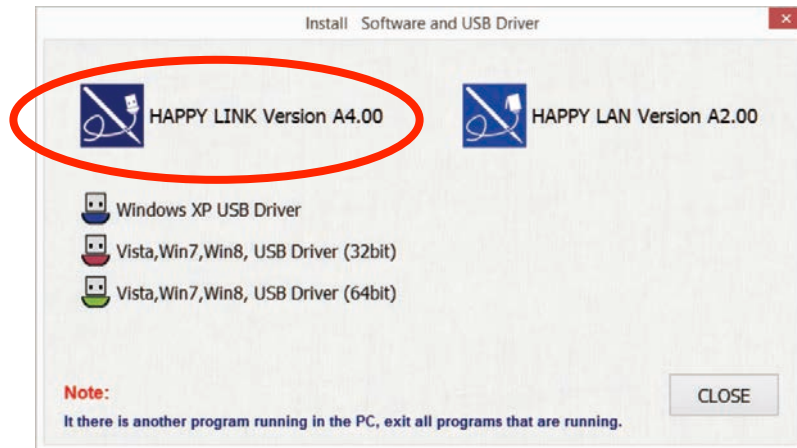 Install Software and USB Driver
HAPPY LINK Version A4.00
HAPPY LAN Version A2.00
Windows XP USB Driver
Vista,Win7,Win8, USB Driver (32bit)
Vista,Win7,Win8, USB Driver (64bit)
Note:
CLOSE
It there is another program running in the PC, exit all programs that are running.